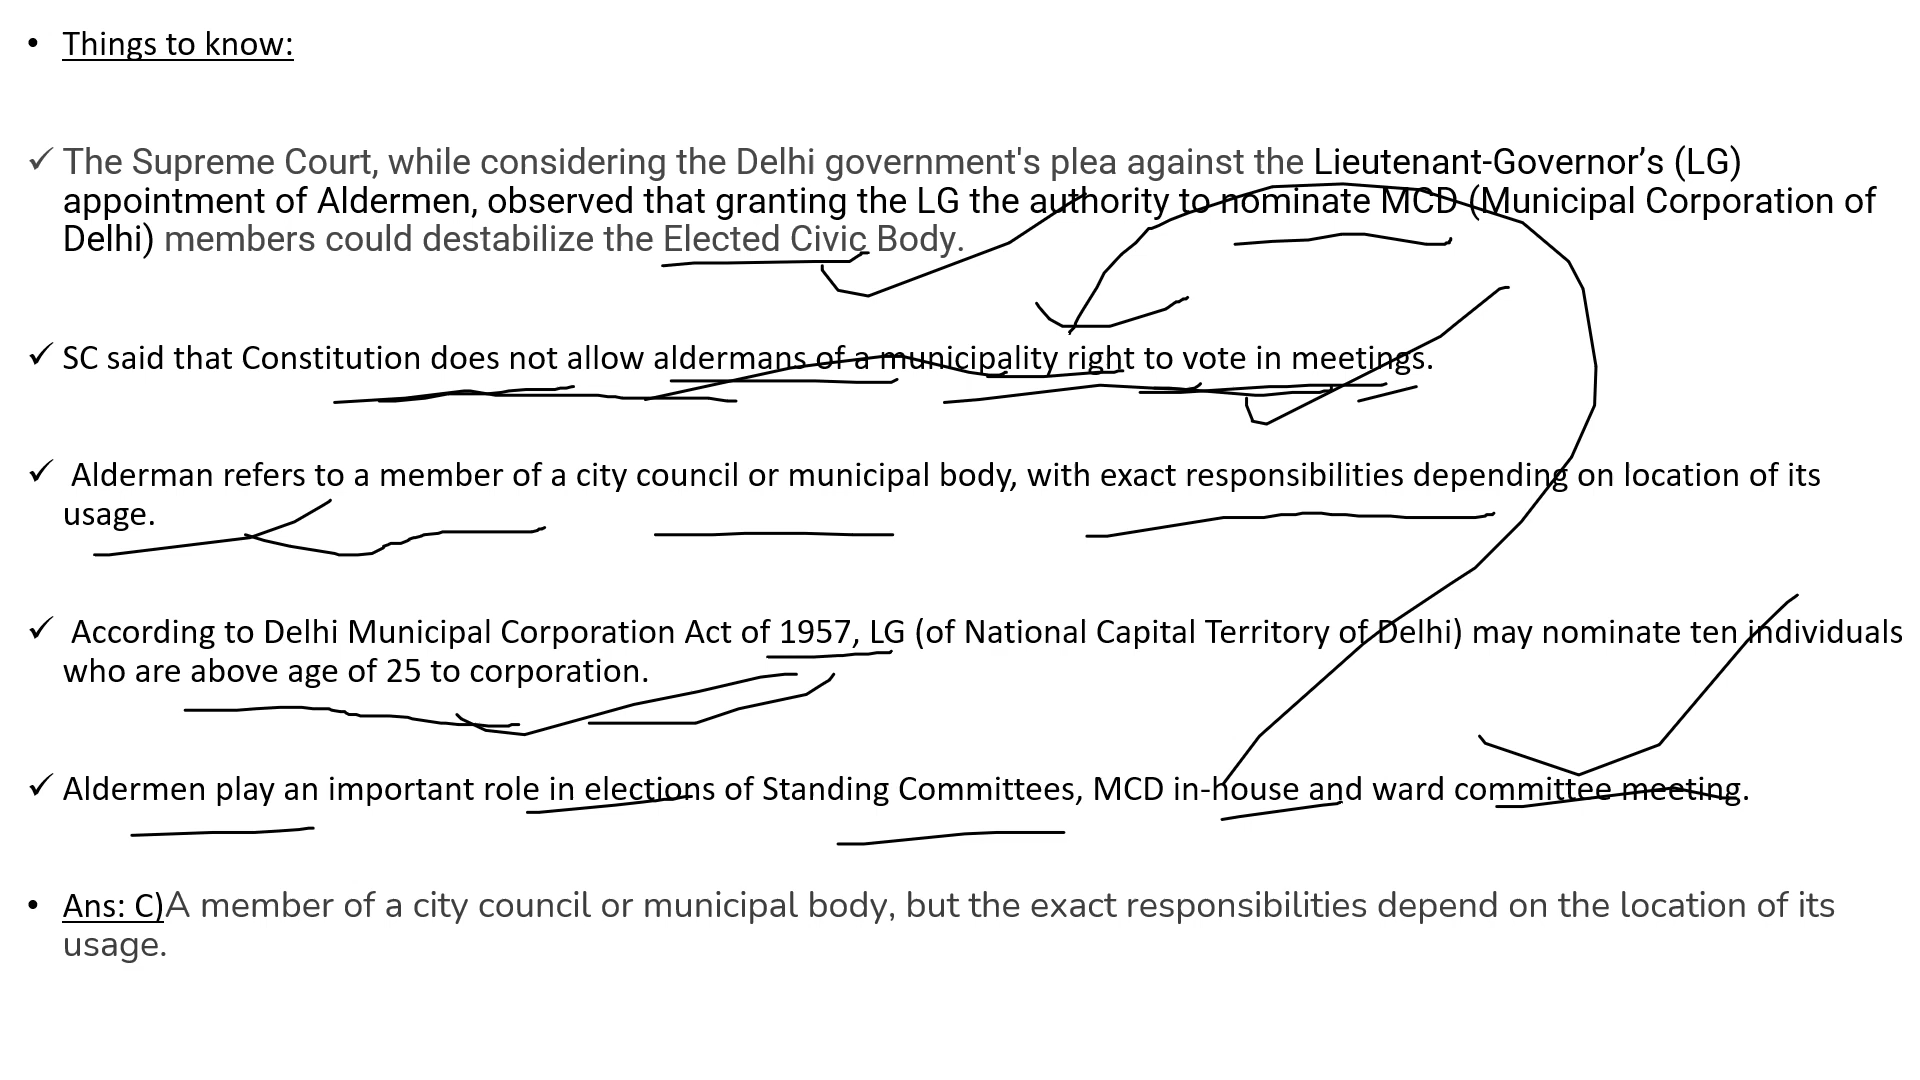 • Things to know:
✓ The Supreme Court, while considering the Delhi government's plea against the Lieutenant-Governor’s (LG)
appointment of Aldermen, observed that granting the LG the authority to nominate MCD (Municipal Corporation of
Delhi) members could destabilize the Elected Civic Body.
✓ SC said that Constitution does not allow aldermans of a municipality right to vote in meetings.
✓ Alderman refers to a member of a city council or municipal body, with exact responsibilities depending on location of its
usage.
✓ According to Delhi Municipal Corporation Act of 1957, LG (of National Capital Territory of Delhi) may nominate ten individuals
who are above age of 25 to corporation.
✓ Aldermen play an important role in elections of Standing Committees, MCD in-house and ward committee meeting.
• Ans: C)A member of a city council or municipal body, but the exact responsibilities depend on the location of its
usage.